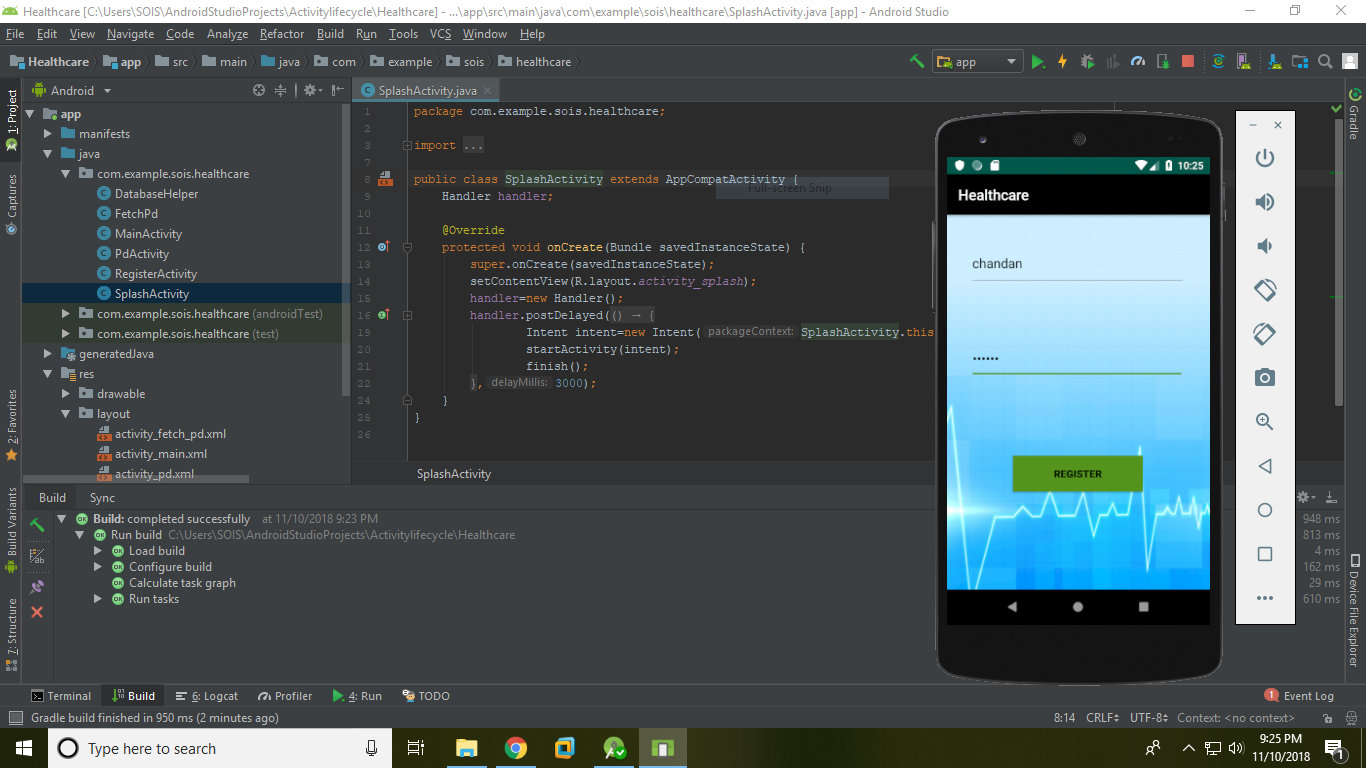 Healthcare [C:\Users\SOIS\AndroidStudioProjects\Activitylifecycle\Healthcare] - ...\app\src\main\java\com\example\sois\healthcare\SplashActivity.java [app] - Android Studio
File Edit View Navigate Code Analyze Refactor Build Run Tools VCS Window Help
Healthcare app src main java com example sois healthcare
app
1: Project
Captures
2: Favorites
Build Variants
7: Structure
Android
app
manifests
java
com.example.sois.healthcare
DatabaseHelper
FetchPd
MainActivity
PdActivity
RegisterActivity
SplashActivity
com.example.sois.healthcare (androidTest)
com.example.sois.healthcare (test)
generatedJava
res
drawable
layout
activity_fetch_pd.xml
activity_main.xml
activity_pd.xml
SplashActivity.java
1 package com.example.sois.healthcare;
2
3 import ...
7
8 public class SplashActivity extends AppCompatActivity {
Full-screen Snip
9 Handler handler;
10
11 @Override
12 protected void onCreate(Bundle savedInstanceState) {
13 super.onCreate(savedInstanceState);
14 setContentView(R.layout.activity_splash);
15 handler=new Handler();
16 handler.postDelayed(() → {
19 Intent intent=new Intent( packageContext: SplashActivity.this
20 startActivity(intent);
21 finish();
22 }, delayMillis: 3000);
24 }
25 }
26
SplashActivity
10:25
Healthcare
chandan
••••••
REGISTER
Gradle
Device File Explorer
Build Sync
Build: completed successfully at 11/10/2018 9:23 PM
948 ms
Run build C:\Users\SOIS\AndroidStudioProjects\Activitylifecycle\Healthcare
813 ms
Load build
4 ms
Configure build
162 ms
Calculate task graph
29 ms
Run tasks
610 ms
Terminal Build 6: Logcat Profiler 4: Run TODO
1 Event Log
Gradle build finished in 950 ms (2 minutes ago)
8:14 CRLF UTF-8 Context: <no context>
Type here to search
9:25 PM
11/10/2018
1